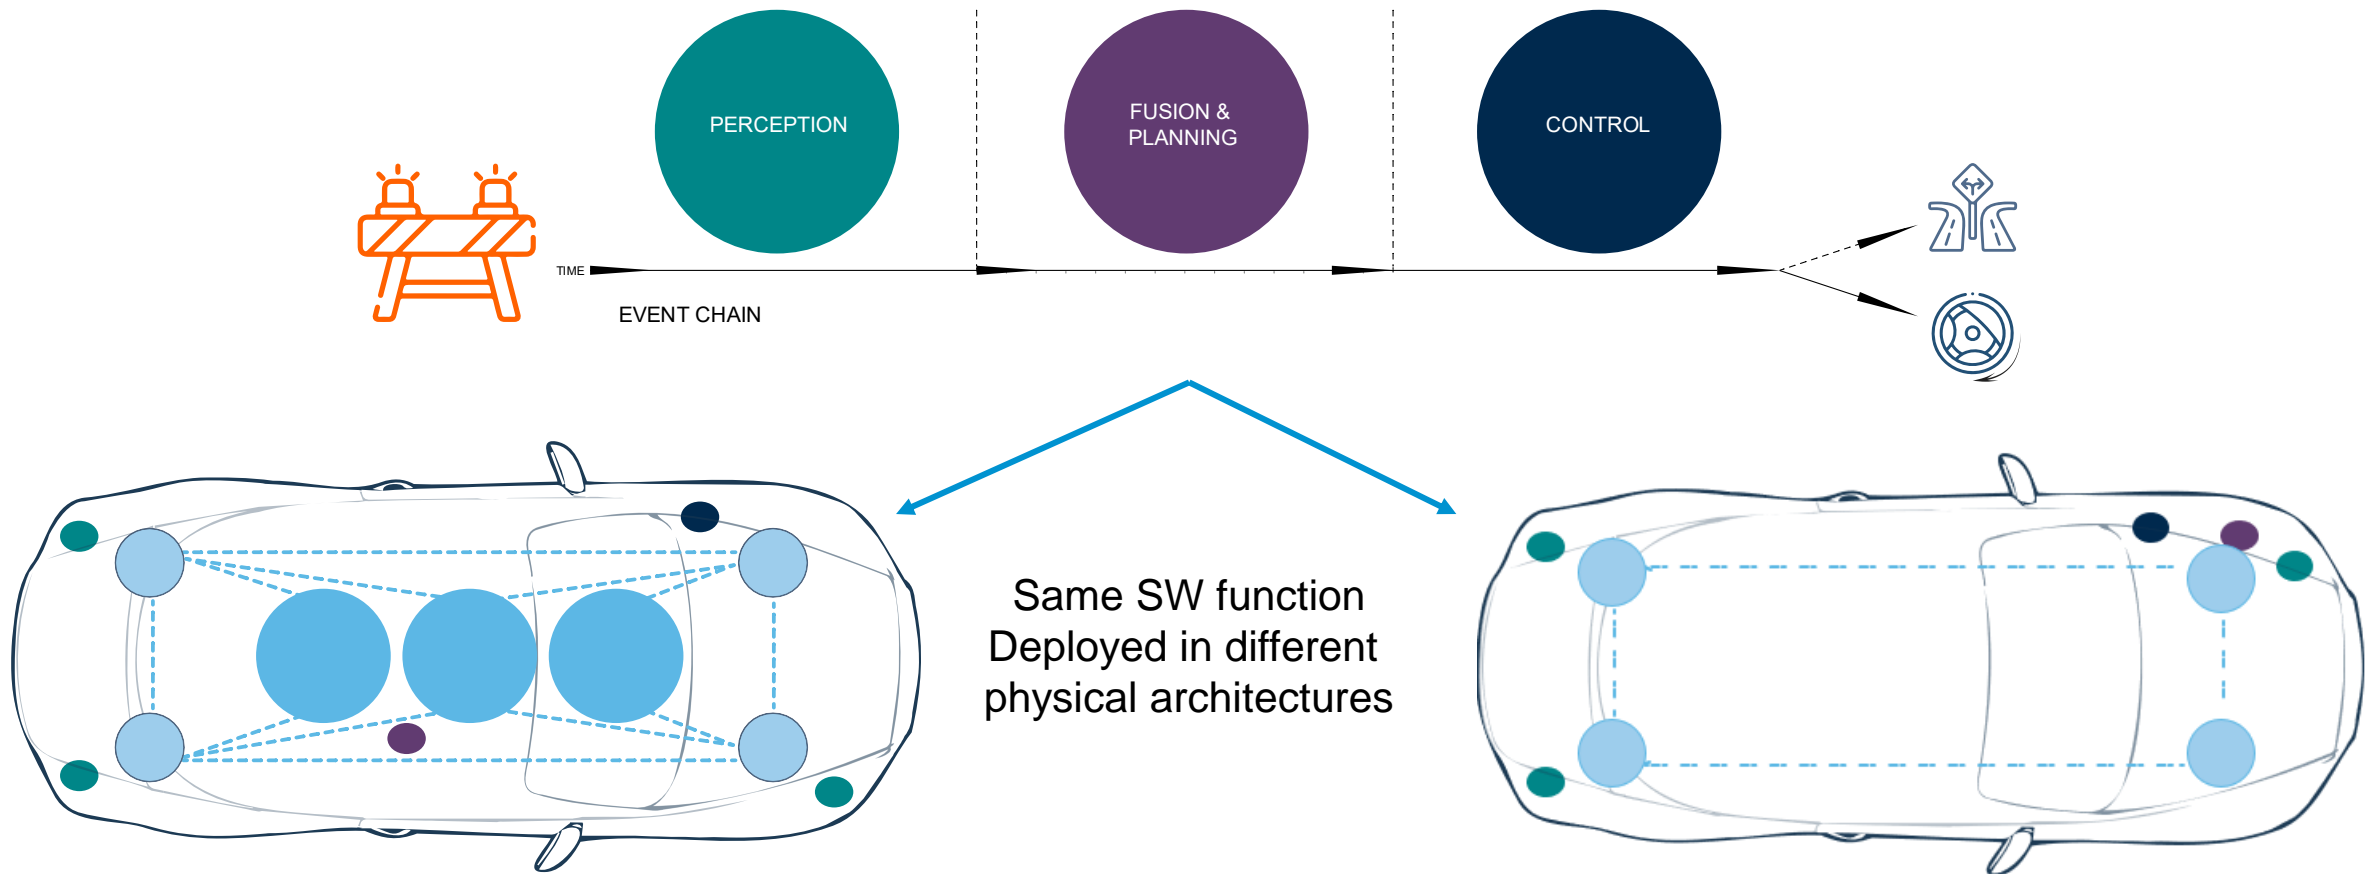 PERCEPTION
FUSION &
PLANNING
CONTROL
TIME
EVENT CHAIN
Same SW function
Deployed in different
physical architectures